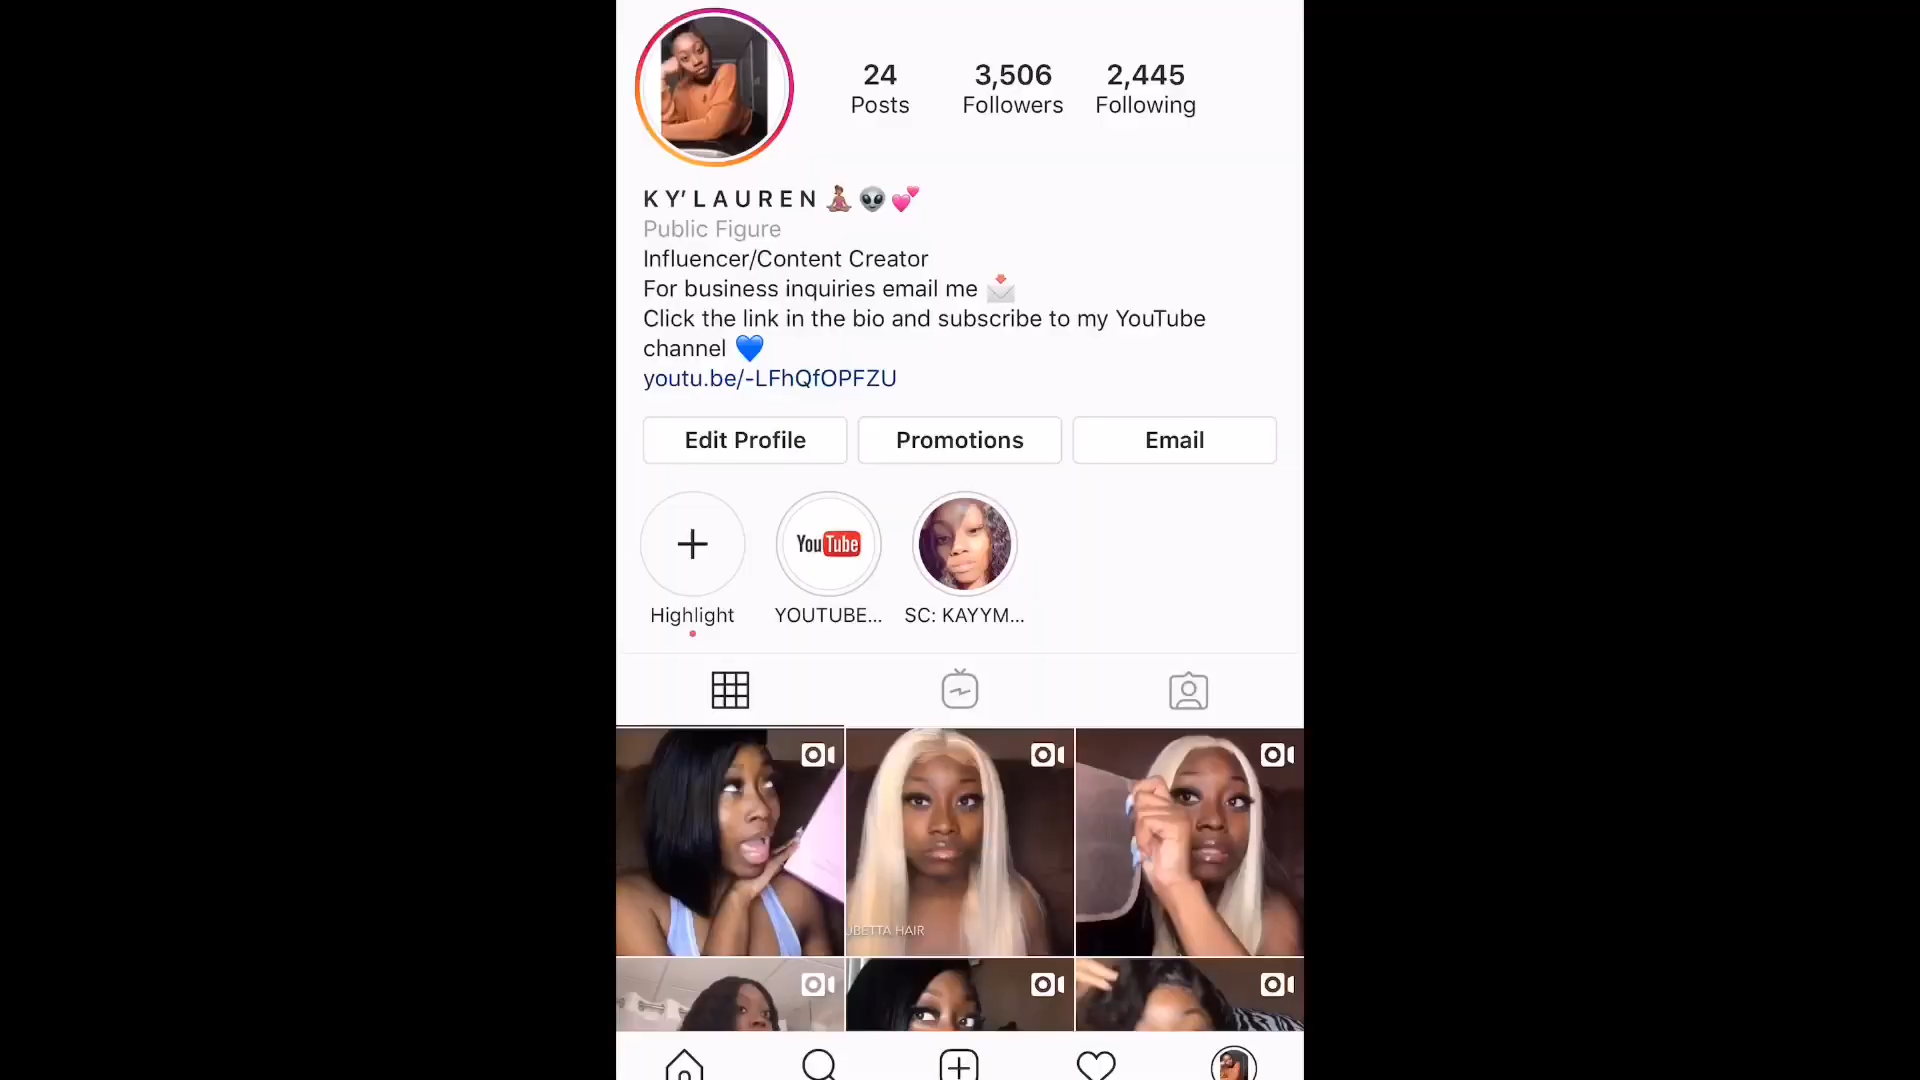 24
Posts
3,506
Followers
2,445
Following
KY'LAUREN🧘🏽‍♀️👽💕
Public Figure
Influencer/Content Creator
For business inquiries email me 📩
Click the link in the bio and subscribe to my YouTube
channel 💙
youtu.be/-LFhQfOPFZU
Edit Profile
Promotions
Email
YouTube
Highlight
YOUTUBE...
SC: KAYYM...
UBETTA HAIR